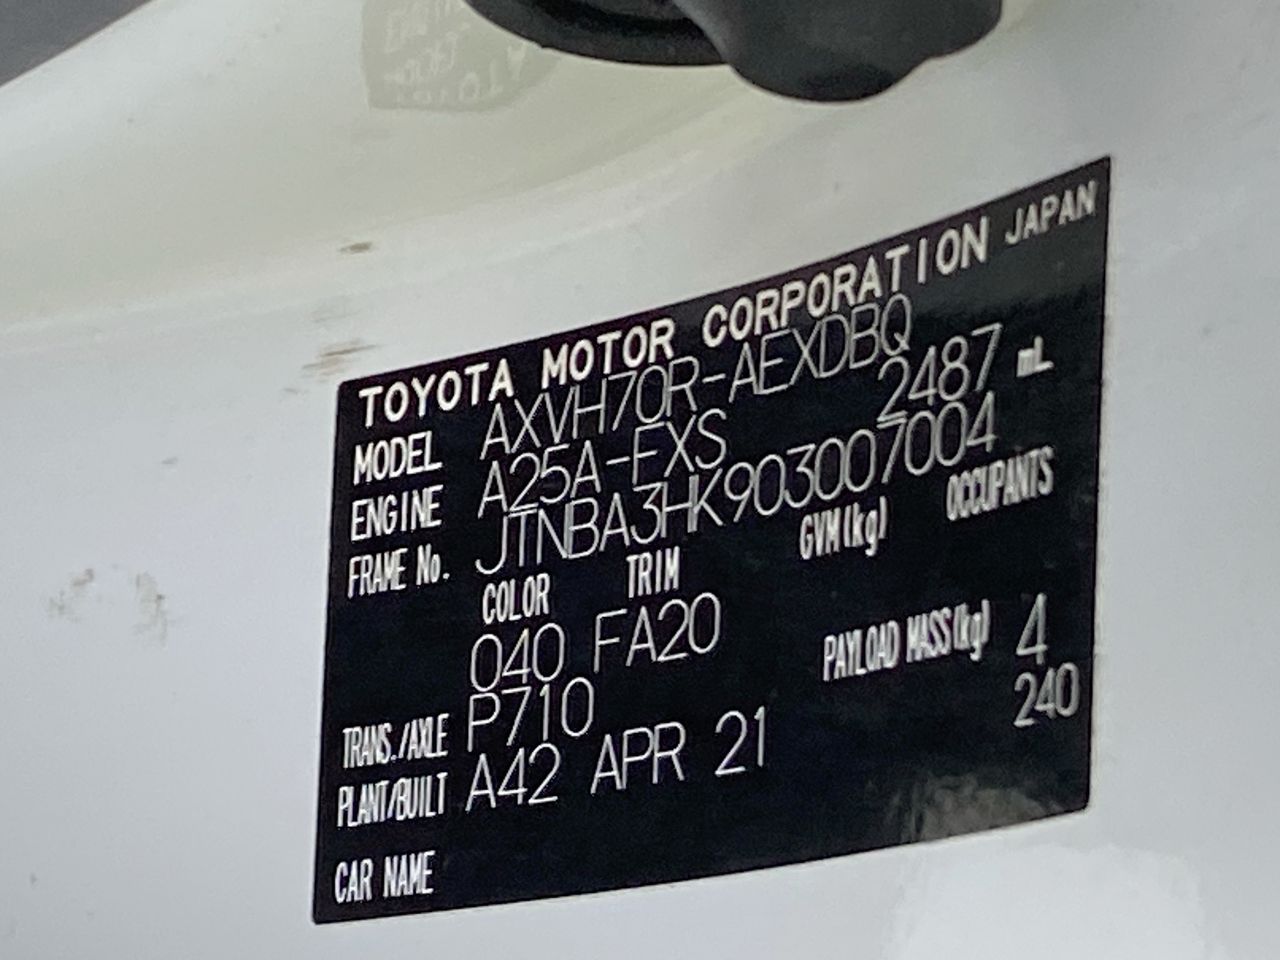 TOYOTA MOTOR CORPORATION JAPAN
MODEL AXVH70R-AEXDBQ
ENGINE A25A-FXS 2487 mL
FRAME No. JTNBA3HK903007004
COLOR TRIM GVM(kg) OCCUPANTS
040 FA20
PAYLOAD MASS(kg) 4
TRANS./AXLE P710 240
PLANT/BUILT A42 APR 21
CAR NAME